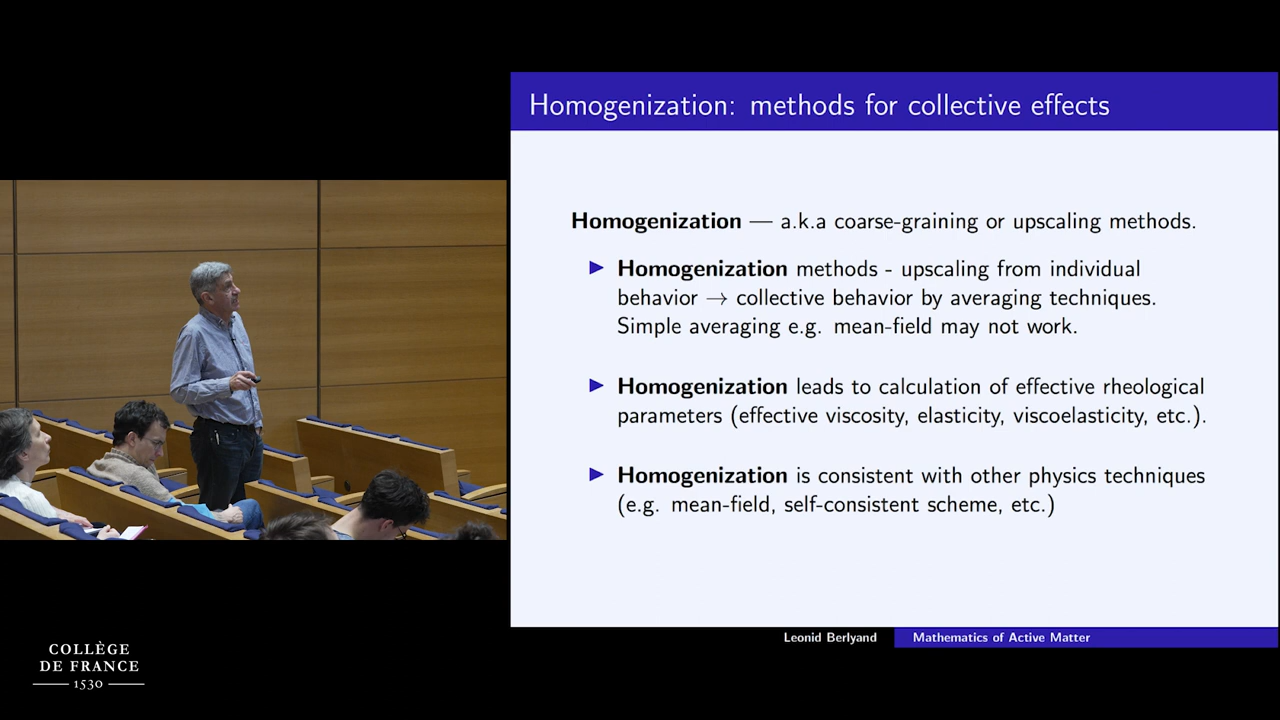 Homogenization: methods for collective effects
Homogenization — a.k.a coarse-graining or upscaling methods.
Homogenization methods - upscaling from individual
behavior → collective behavior by averaging techniques.
Simple averaging e.g. mean-field may not work.
Homogenization leads to calculation of effective rheological
parameters (effective viscosity, elasticity, viscoelasticity, etc.).
Homogenization is consistent with other physics techniques
(e.g. mean-field, self-consistent scheme, etc.)
Leonid Berlyand
Mathematics of Active Matter
COLLÈGE
DE FRANCE
1530